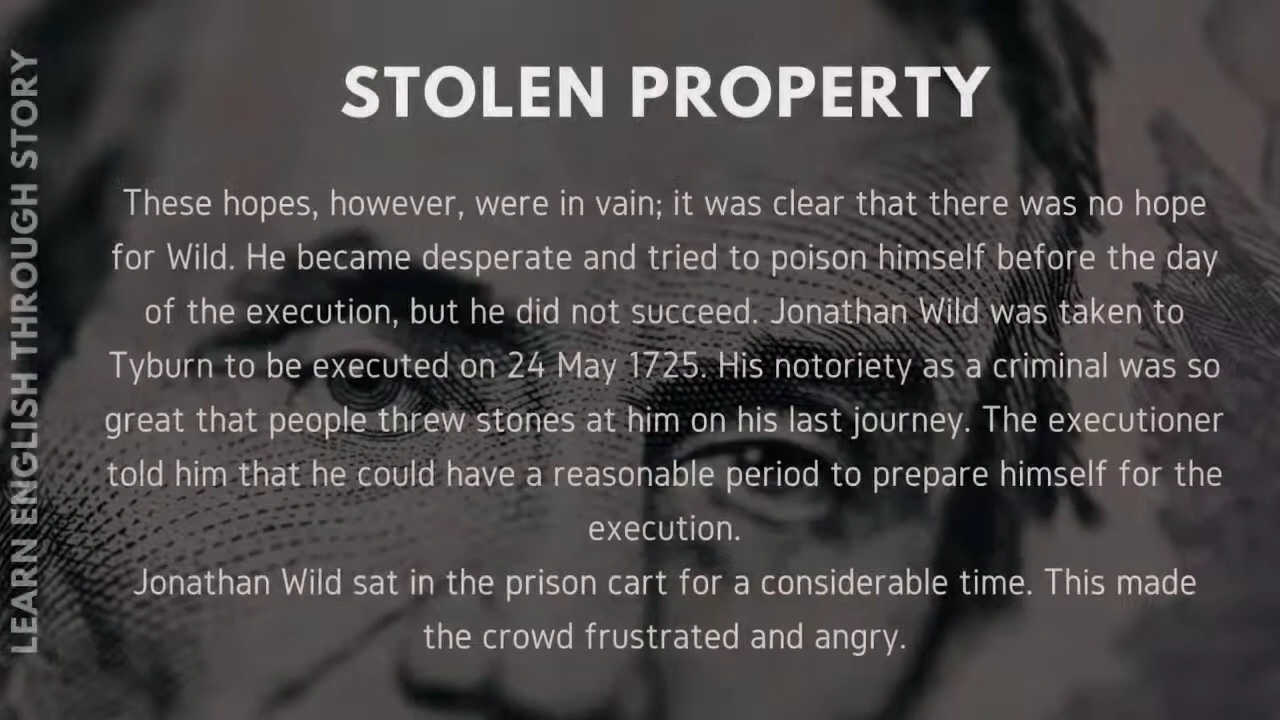 STOLEN PROPERTY
These hopes, however, were in vain; it was clear that there was no hope
for Wild. He became desperate and tried to poison himself before the day
of the execution, but he did not succeed. Jonathan Wild was taken to
Tyburn to be executed on 24 May 1725. His notoriety as a criminal was so
great that people threw stones at him on his last journey. The executioner
told him that he could have a reasonable period to prepare himself for the
execution.
Jonathan Wild sat in the prison cart for a considerable time. This made
the crowd frustrated and angry.
LEARN ENGLISH THROUGH STORY